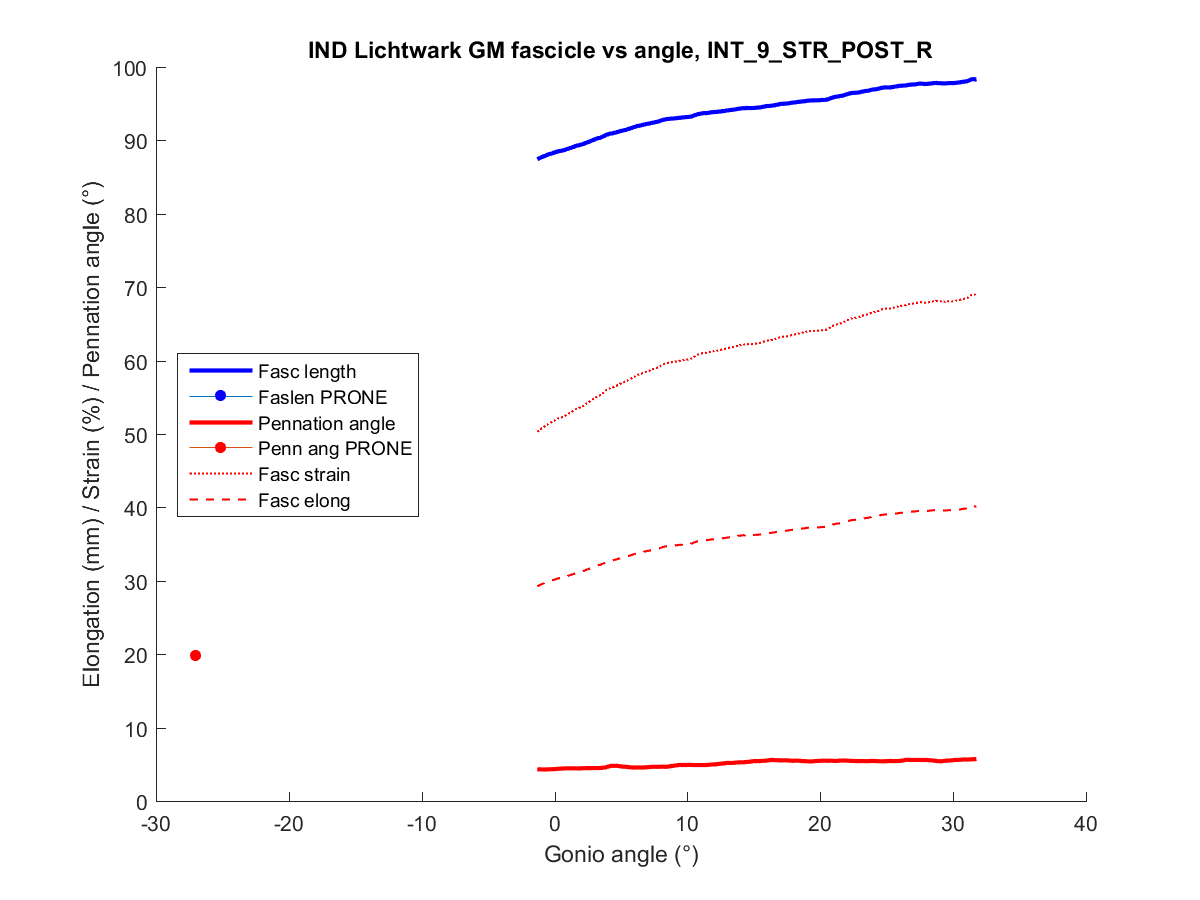 IND Lichtwark GM fascicle vs angle, INT_9_STR_POST_R
Elongation (mm) / Strain (%) / Pennation angle (°)
100
90
80
70
60
50
40
30
20
10
0
Fasc length
Faslen PRONE
Pennation angle
Penn ang PRONE
Fasc strain
Fasc elong
-30 -20 -10 0 10 20 30 40
Gonio angle (°)